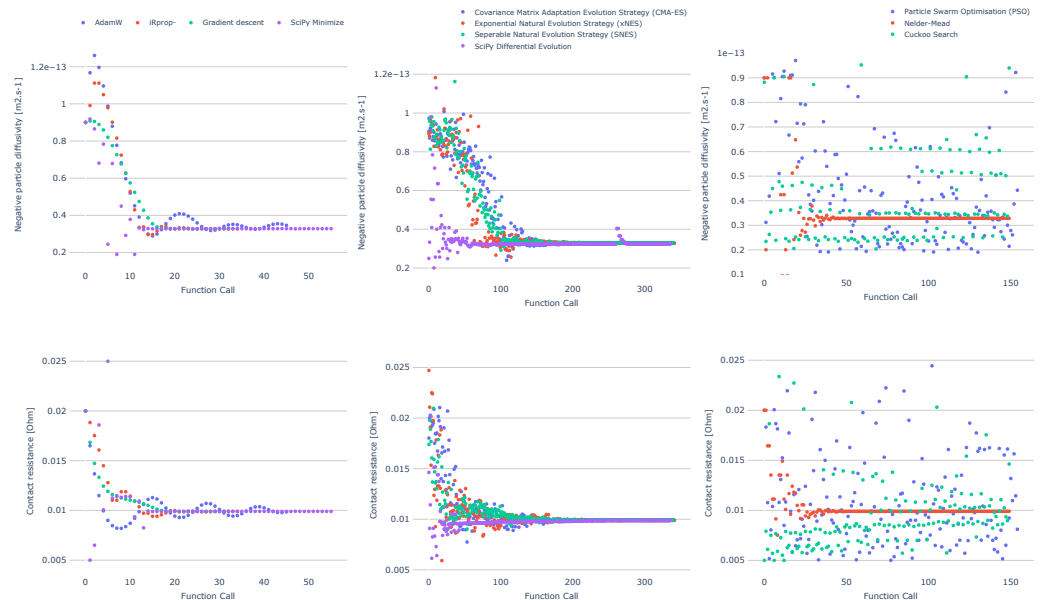 AdamW iRprop- Gradient descent SciPy Minimize
Negative particle diffusivity [m2.s-1]
1.2e−13
1
0.8
0.6
0.4
0.2
0 10 20 30 40 50
Function Call
Covariance Matrix Adaptation Evolution Strategy (CMA-ES)
Exponential Natural Evolution Strategy (xNES)
Seperable Natural Evolution Strategy (SNES)
SciPy Differential Evolution
Negative particle diffusivity [m2.s-1]
1.2e−13
1
0.8
0.6
0.4
0.2
0 100 200 300
Function Call
Particle Swarm Optimisation (PSO)
Nelder-Mead
Cuckoo Search
Negative particle diffusivity [m2.s-1]
1e−13
0.9
0.8
0.7
0.6
0.5
0.4
0.3
0.2
0.1
0 50 100 150
Function Call
Contact resistance [Ohm]
0.025
0.02
0.015
0.01
0.005
0 10 20 30 40 50
Function Call
Contact resistance [Ohm]
0.025
0.02
0.015
0.01
0.005
0 100 200 300
Function Call
Contact resistance [Ohm]
0.025
0.02
0.015
0.01
0.005
0 50 100 150
Function Call